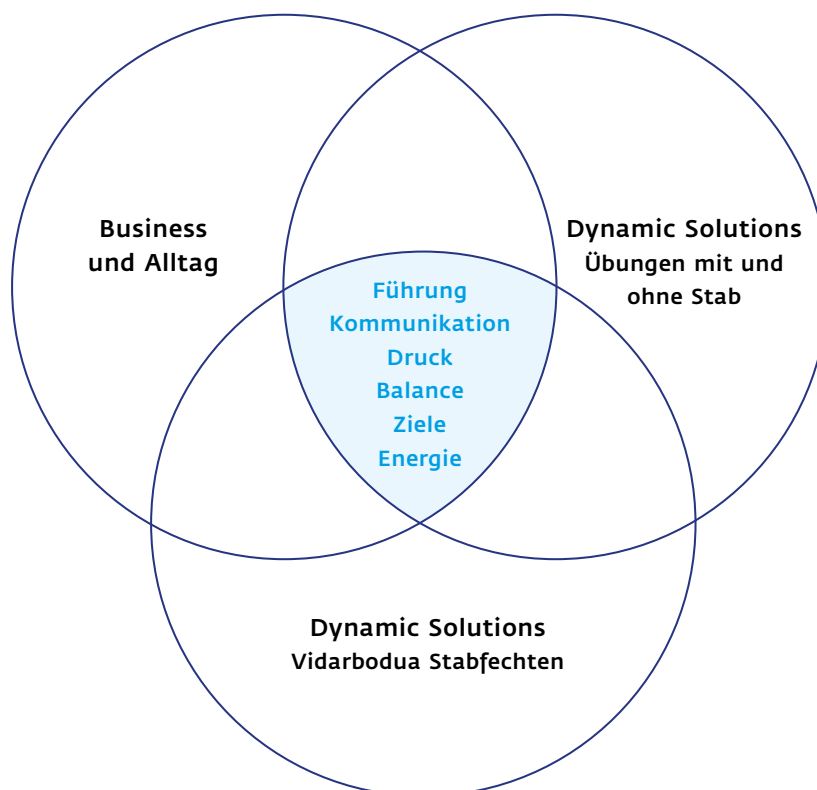 Business
und Alltag
Dynamic Solutions
Übungen mit und
ohne Stab
Führung
Kommunikation
Druck
Balance
Ziele
Energie
Dynamic Solutions
Vidarbodua Stabfechten